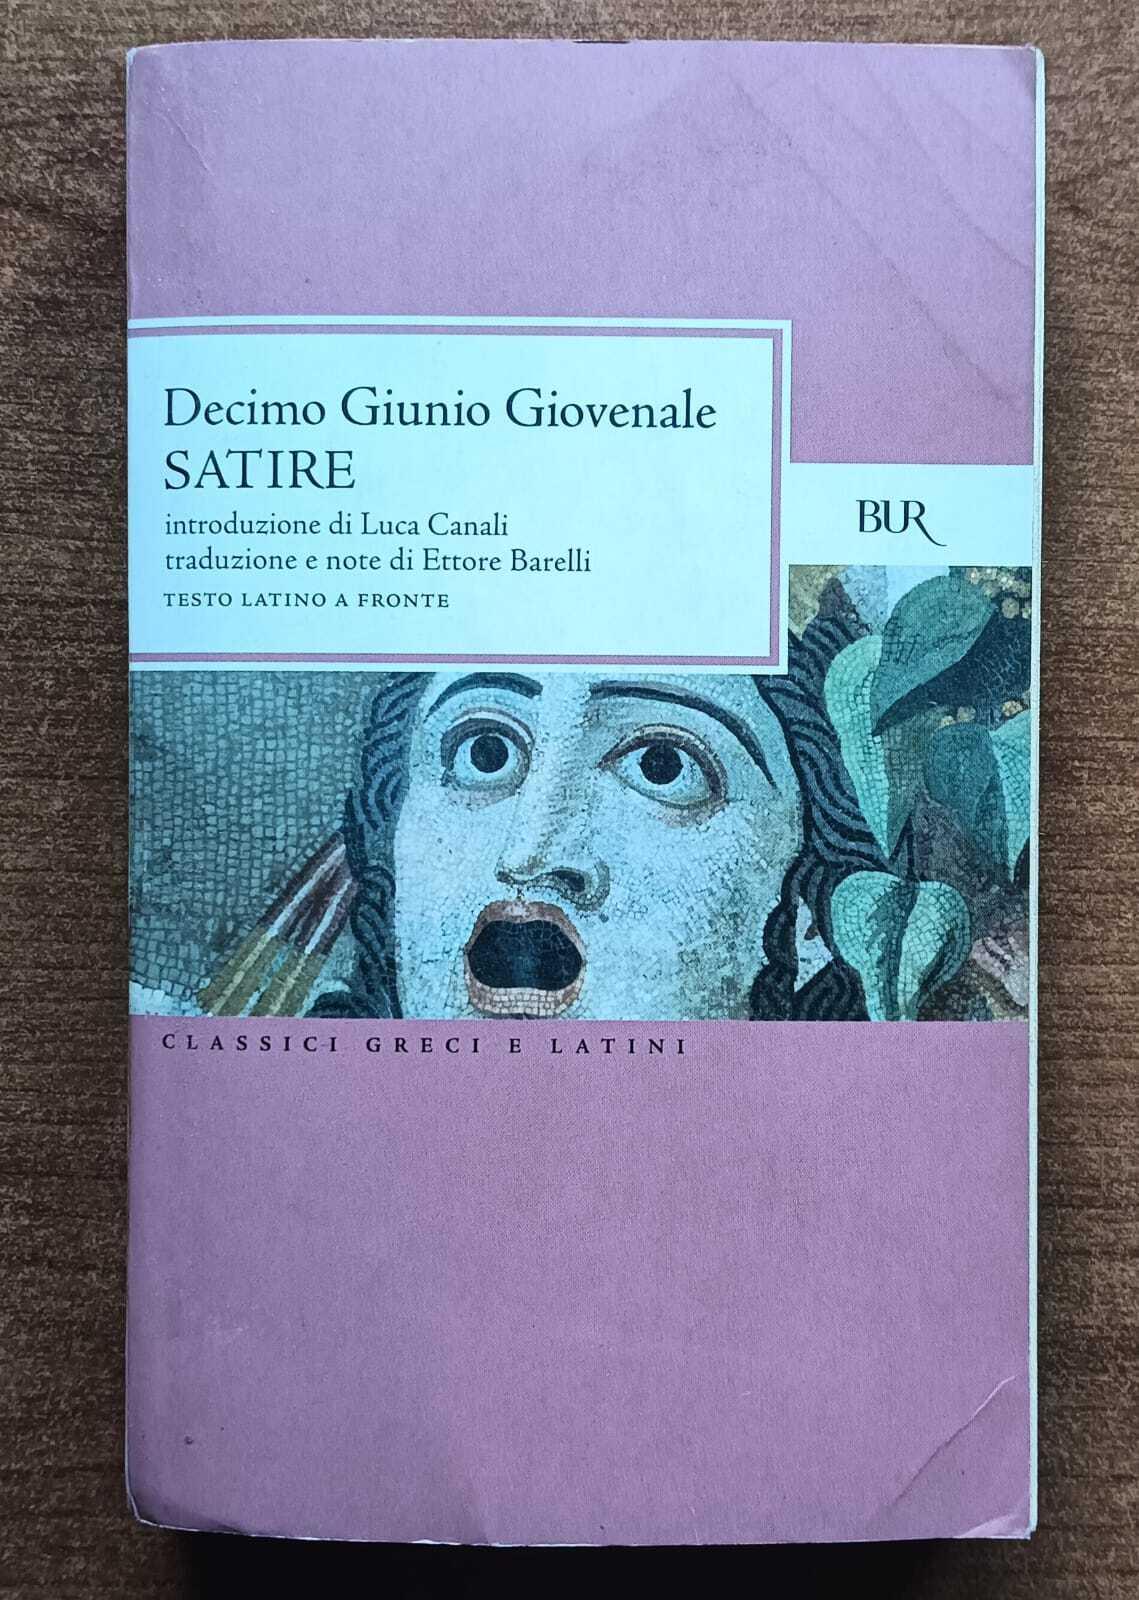 Decimo Giunio Giovenale
SATIRE
introduzione di Luca Canali
traduzione e note di Ettore Barelli
TESTO LATINO A FRONTE
BUR
CLASSICI GRECI E LATINI